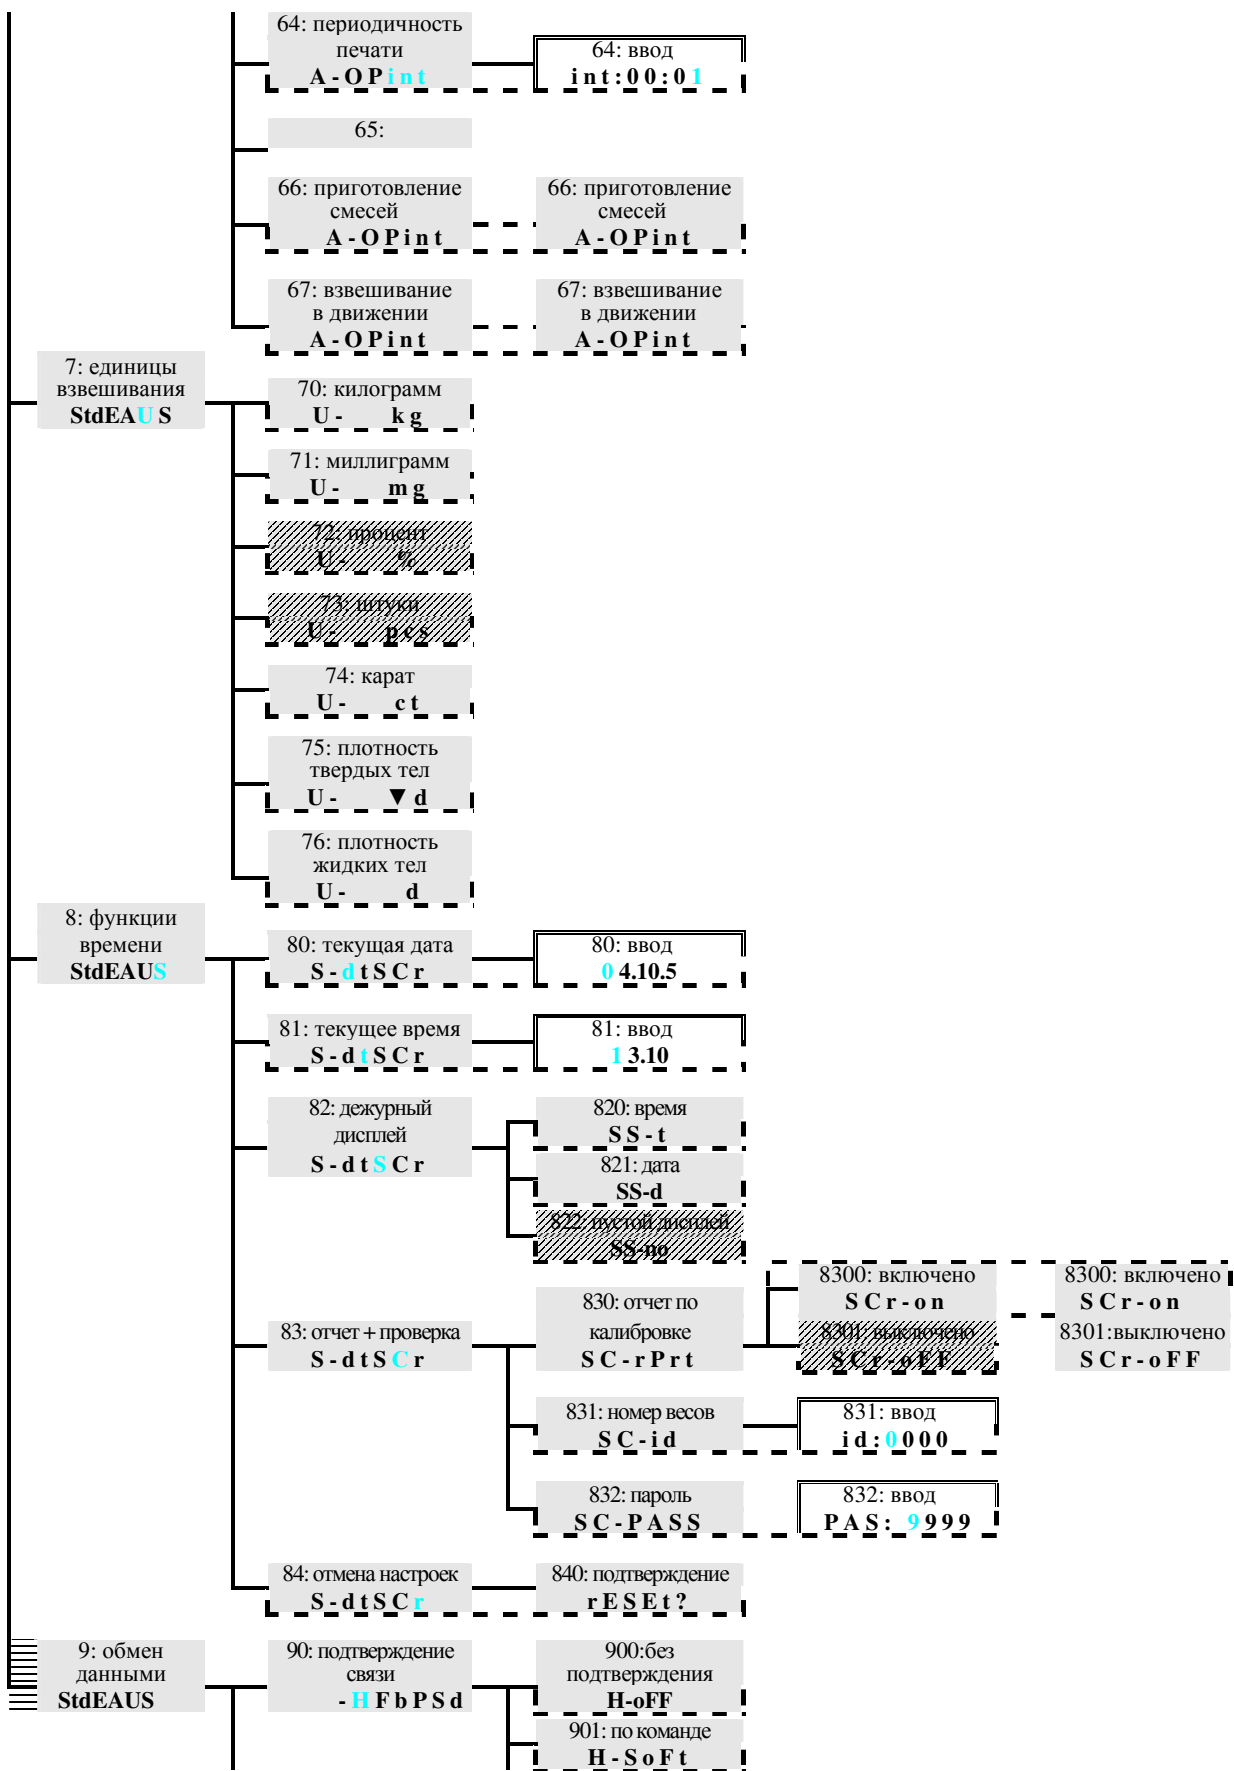 64: периодичность
печати
A-OPint
64: ввод
int:00:01
65:
66: приготовление
смесей
A-OPint
66: приготовление
смесей
A-OPint
67: взвешивание
в движении
A-OPint
67: взвешивание
в движении
A-OPint
7: единицы
взвешивания
StdEAUS
70: килограмм
U- kg
71: миллиграмм
U- mg
72: процент
U- %
73: штуки
U- pcs
74: карат
U- ct
75: плотность
твердых тел
U- ▼d
76: плотность
жидких тел
U- d
8: функции
времени
StdEAUS
80: текущая дата
S-dtSCr
80: ввод
04.10.5
81: текущее время
S-dtSCr
81: ввод
13.10
82: дежурный
дисплей
S-dtSCr
820: время
SS-t
821: дата
SS-d
822: пустой дисплей
SS-no
83: отчет + проверка
S-dtSCr
830: отчет по
калибровке
SC-rPrt
8300: включено
SCr-on
8301: выключено
SCr-oFF
8300: включено
SCr-on
8301:выключено
SCr-oFF
831: номер весов
SC-id
831: ввод
id:0000
832: пароль
SC-PASS
832: ввод
PAS: 9999
84: отмена настроек
S-dtSCr
840: подтверждение
rESEt?
9: обмен
данными
StdEAUS
90: подтверждение
связи
-HFbPSd
900:без
подтверждения
H-oFF
901: по команде
H-SoFt